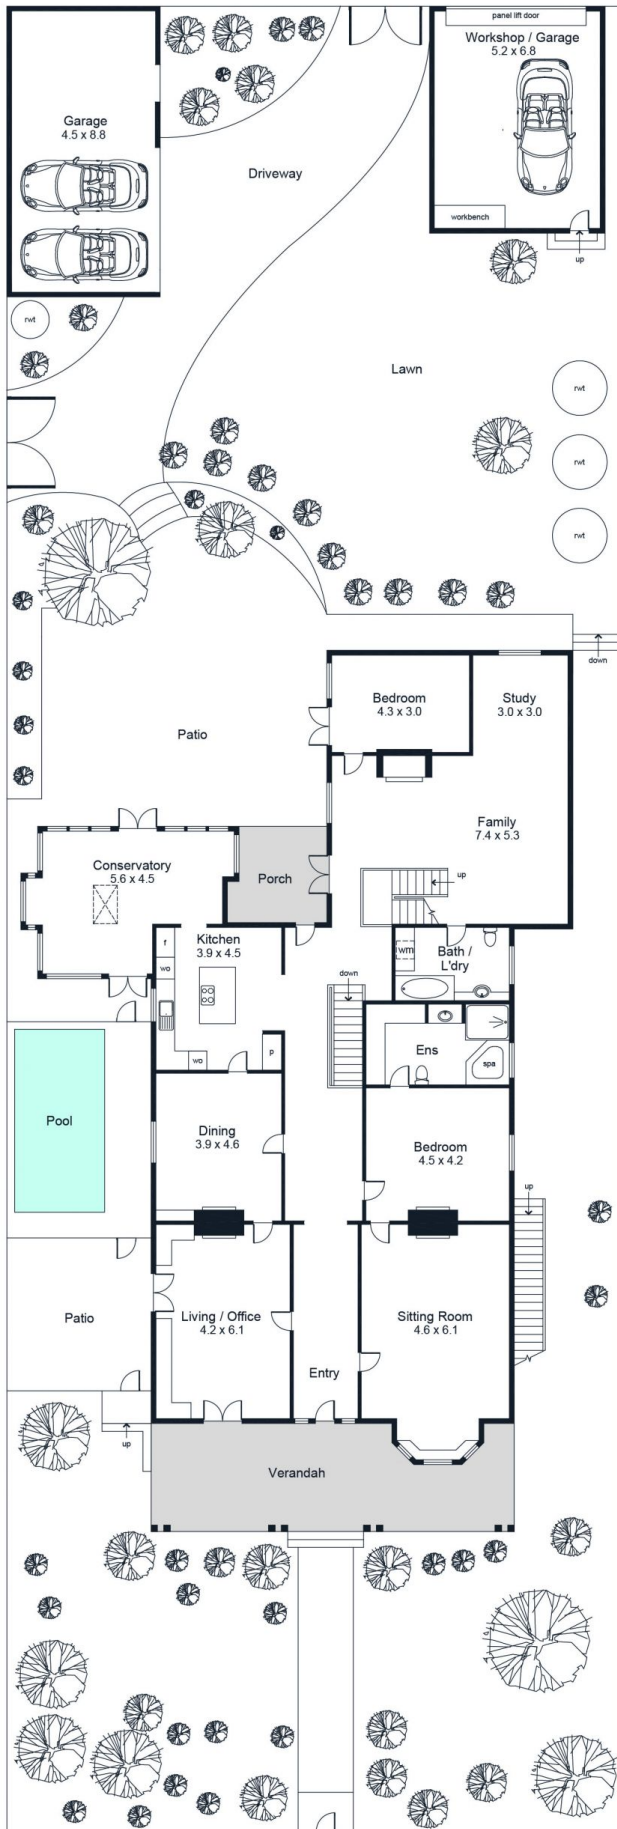 panel lift door
Workshop / Garage
5.2 x 6.8
Garage
4.5 x 8.8
Driveway
workbench
up
rwt
Lawn
rwt
rwt
rwt
down
Bedroom
4.3 x 3.0
Study
3.0 x 3.0
Patio
Family
7.4 x 5.3
Conservatory
5.6 x 4.5
Porch
up
Kitchen
3.9 x 4.5
f
wo
wm
Bath /
L'dry
down
Ens
spa
wo
p
Pool
Dining
3.9 x 4.6
Bedroom
4.5 x 4.2
up
Patio
Living / Office
4.2 x 6.1
Sitting Room
4.6 x 6.1
Entry
up
Verandah